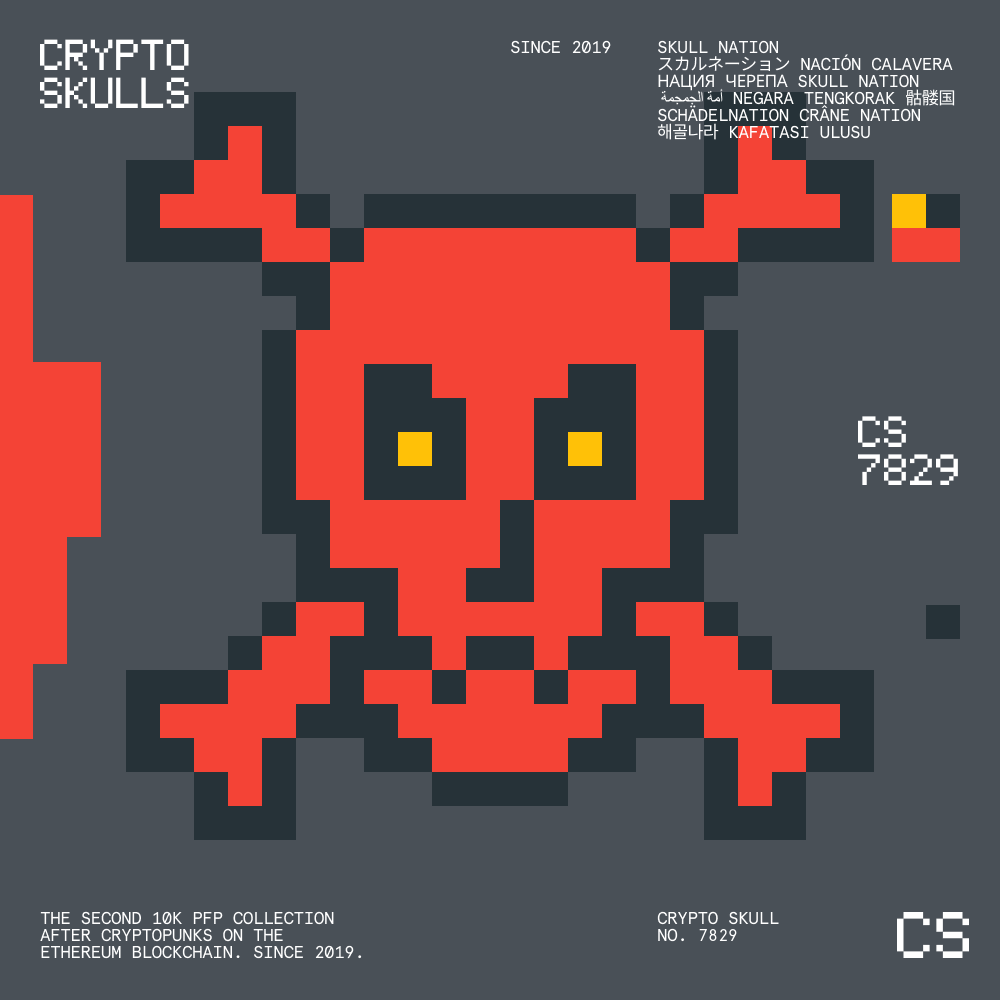 CRYPTO
SKULLS
SINCE 2019
SKULL NATION
スカルネーション NACIÓN CALAVERA
НАЦИЯ ЧЕРЕПА SKULL NATION
أمة الجمجمة NEGARA TENGKORAK 骷髅国
SCHÄDELNATION CRÂNE NATION
해골나라 KAFATASI ULUSU
CS
7829
THE SECOND 10K PFP COLLECTION
AFTER CRYPTOPUNKS ON THE
ETHEREUM BLOCKCHAIN. SINCE 2019.
CRYPTO SKULL
NO. 7829
CS